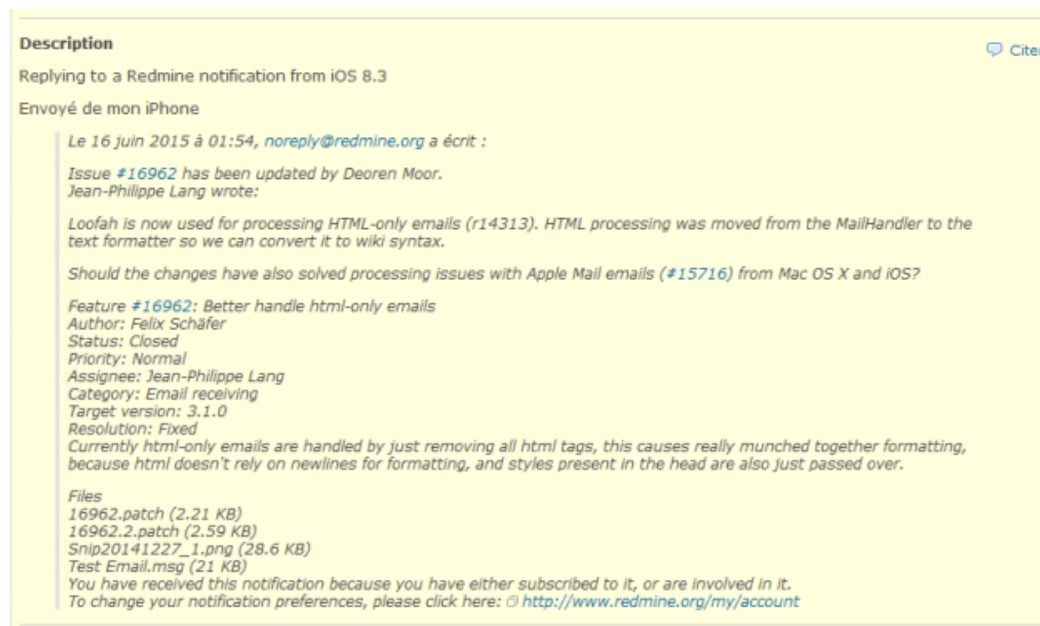 Description
Citer
Replying to a Redmine notification from iOS 8.3
Envoyé de mon iPhone
Le 16 juin 2015 à 01:54, noreply@redmine.org a écrit :
Issue #16962 has been updated by Deoren Moor.
Jean-Philippe Lang wrote:
Loofah is now used for processing HTML-only emails (r14313). HTML processing was moved from the MailHandler to the
text formatter so we can convert it to wiki syntax.
Should the changes have also solved processing issues with Apple Mail emails (#15716) from Mac OS X and iOS?
Feature #16962: Better handle html-only emails
Author: Felix Schäfer
Status: Closed
Priority: Normal
Assignee: Jean-Philippe Lang
Category: Email receiving
Target version: 3.1.0
Resolution: Fixed
Currently html-only emails are handled by just removing all html tags, this causes really munched together formatting,
because html doesn't rely on newlines for formatting, and styles present in the head are also just passed over.
Files
16962.patch (2.21 KB)
16962.2.patch (2.59 KB)
Snip20141227_1.png (28.6 KB)
Test Email.msg (21 KB)
You have received this notification because you have either subscribed to it, or are involved in it.
To change your notification preferences, please click here: http://www.redmine.org/my/account